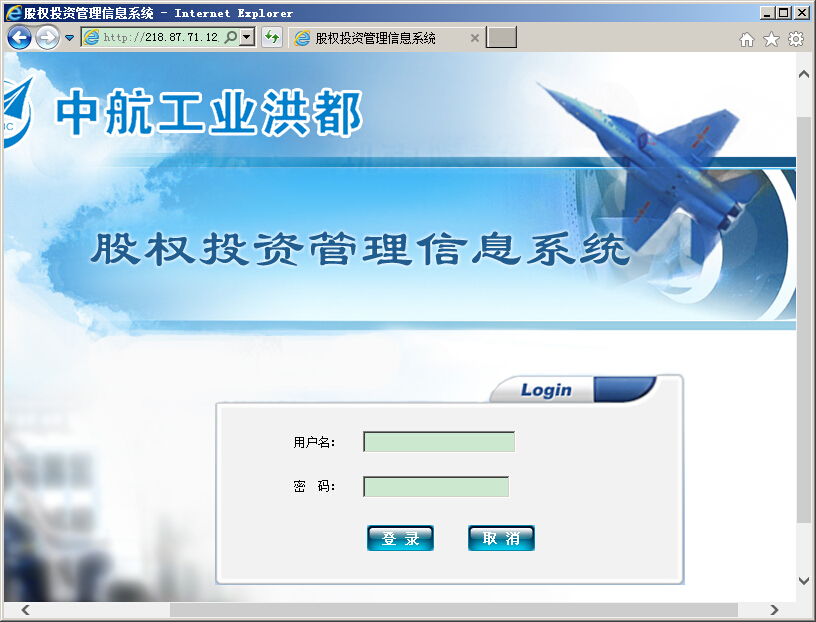 股权投资管理信息系统 - Internet Explorer
http://218.87.71.12
股权投资管理信息系统
中航工业洪都
股权投资管理信息系统
Login
用户名:
密 码:
登 录 取 消